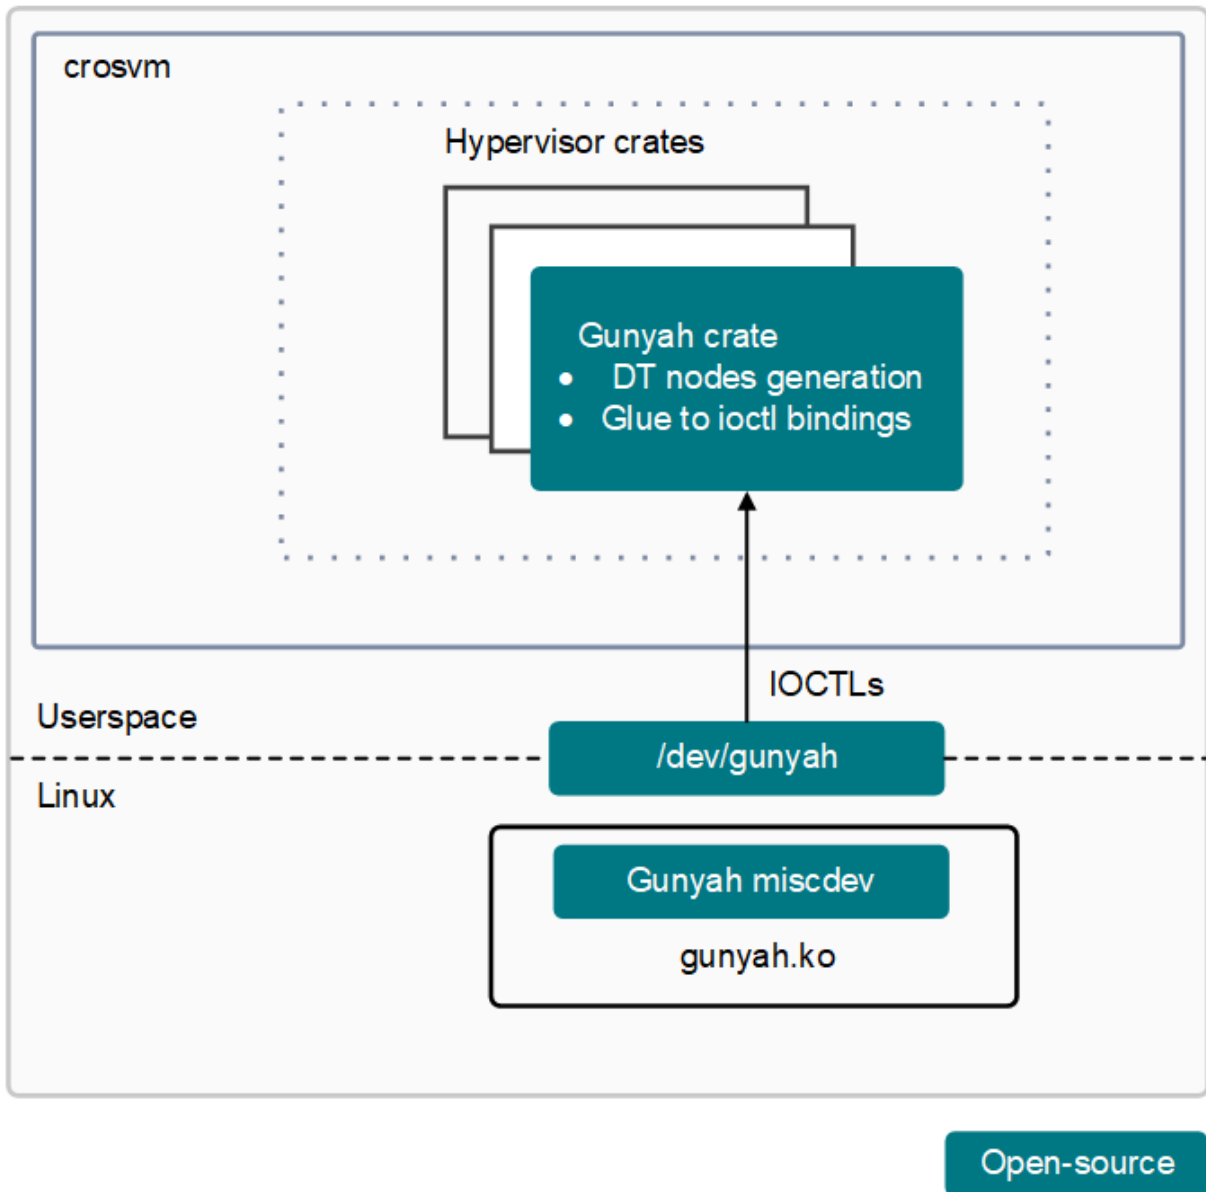 crosvm
Hypervisor crates
Gunyah crate
• DT nodes generation
• Glue to ioctl bindings
IOCTLs
Userspace
/dev/gunyah
Linux
Gunyah miscdev
gunyah.ko
Open-source